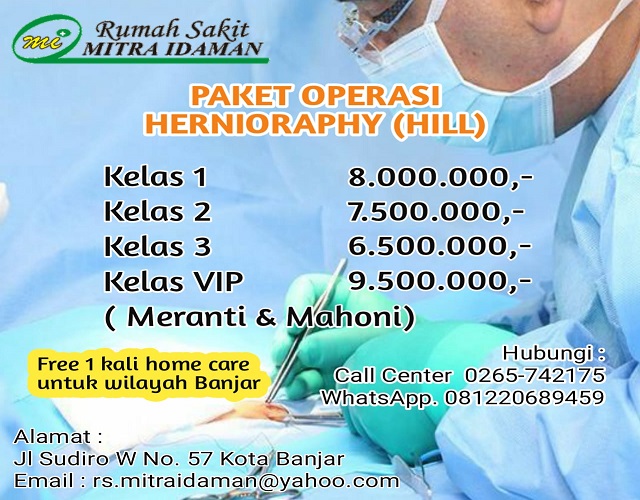 mi
Rumah Sakit
MITRA IDAMAN
PAKET OPERASI
HERNIORAPHY (HILL)
Kelas 1 8.000.000,-
Kelas 2 7.500.000,-
Kelas 3 6.500.000,-
Kelas VIP 9.500.000,-
( Meranti & Mahoni)
Free 1 kali home care
untuk wilayah Banjar
Hubungi :
Call Center 0265-742175
WhatsApp. 081220689459
Alamat :
Jl Sudiro W No. 57 Kota Banjar
Email : rs.mitraidaman@yahoo.com